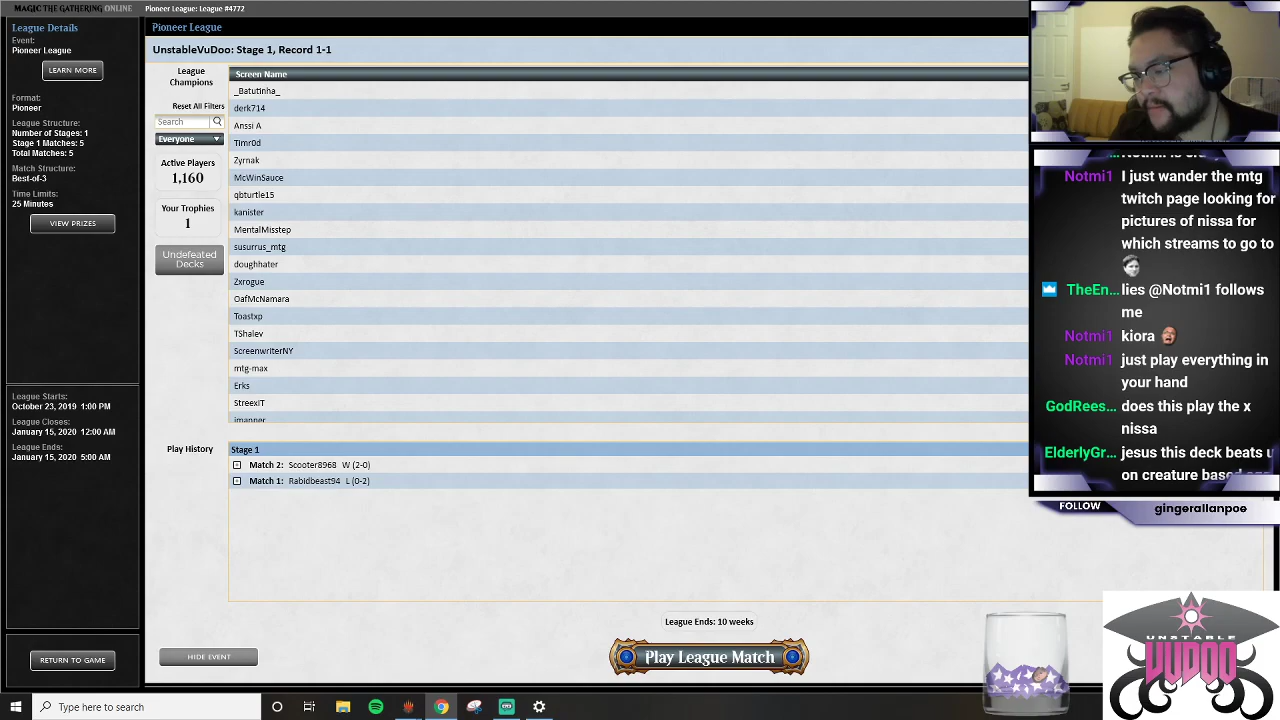 MAGIC THE GATHERING ONLINE
Pioneer League: League #4772
League Details
Event:
Pioneer League
LEARN MORE
Format:
Pioneer
League Structure:
Number of Stages: 1
Stage 1 Matches: 5
Total Matches: 5
Match Structure:
Best-of-3
Time Limits:
25 Minutes
VIEW PRIZES
League Starts:
October 23, 2019 1:00 PM
League Closes:
January 15, 2020 12:00 AM
League Ends:
January 15, 2020 5:00 AM
RETURN TO GAME
Pioneer League
UnstableVuDoo: Stage 1, Record 1-1
League
Champions
Reset All Filters
Search
Everyone
Active Players
1,160
Your Trophies
1
Undefeated
Decks
Screen Name
_Batutinha_
derk714
Anssi A
Timr0d
Zyrnak
McWinSauce
qbturtle15
kanister
MentalMisstep
susurrus_mtg
doughhater
Zxrogue
OafMcNamara
Toastxp
TShalev
ScreenwriterNY
mtg-max
Erks
StreexIT
Play History
Stage 1
Match 2: Scooter8968 W (2-0)
Match 1: Rabidbeast94 L (0-2)
League Ends: 10 weeks
HIDE EVENT
Play League Match
Notmi1 I just wander the mtg
twitch page looking for
pictures of nissa for
which streams to go to
TheEn... lies @Notmi1 follows
me
Notmi1 kiora
Notmi1 just play everything in
your hand
GodRees... does this play the x
nissa
ElderlyGr... jesus this deck beats u
on creature based
FOLLOW
gingerallanpoe
UNSTABLE
VUDOO
Type here to search